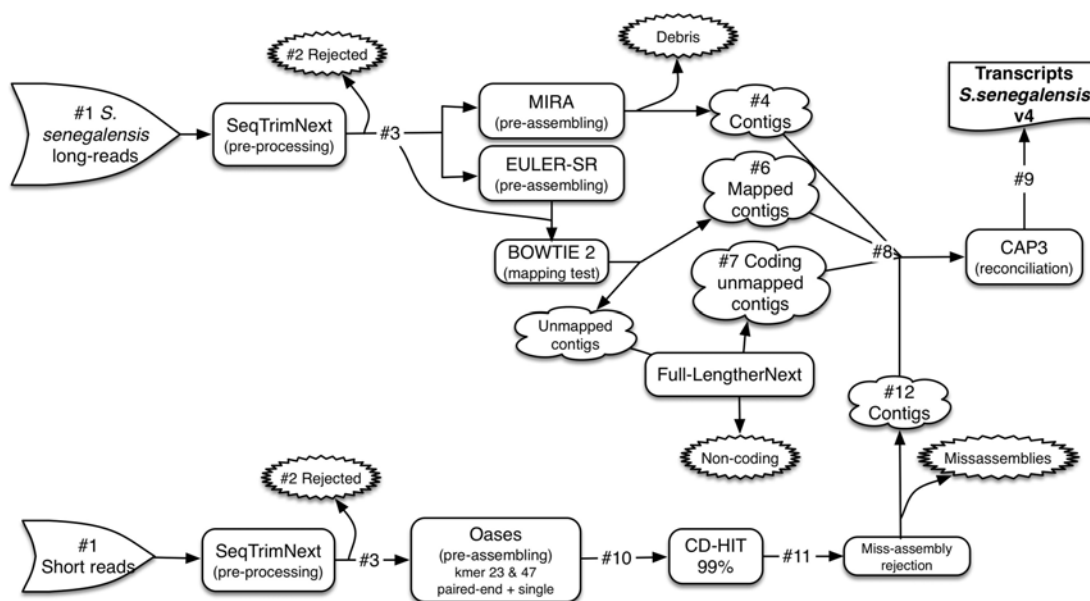 #2 Rejected
Debris
#1 S.
senegalensis
long-reads
SeqTrimNext
(pre-processing)
#3
MIRA
(pre-assembling)
#4
Contigs
Transcripts
S.senegalensis
v4
EULER-SR
(pre-assembling)
#6
Mapped
contigs
#9
BOWTIE 2
(mapping test)
#7 Coding
unmapped
contigs
#8
CAP3
(reconciliation)
Unmapped
contigs
Full-LengtherNext
#12
Contigs
Non-coding
Missassemblies
#2 Rejected
#1
Short reads
SeqTrimNext
(pre-processing)
#3
Oases
(pre-assembling)
kmer 23 & 47
paired-end + single
#10
CD-HIT
99%
#11
Miss-assembly
rejection